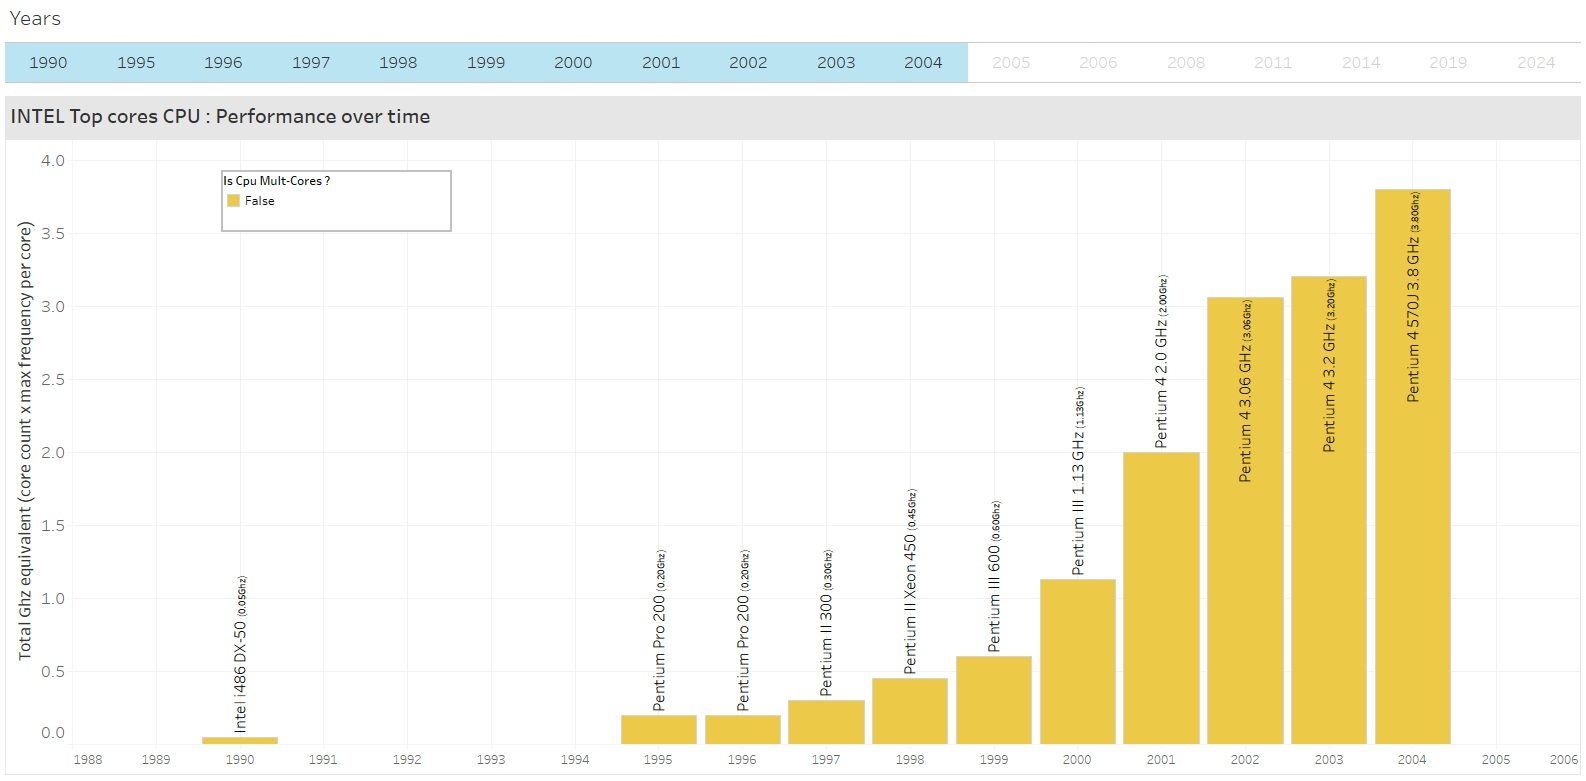 Years
1990 1995 1996 1997 1998 1999 2000 2001 2002 2003 2004 2005 2006 2008 2011 2014 2019 2024
INTEL Top cores CPU : Performance over time
Total Ghz equivalent (core count x max frequency per core)
4.0
3.5
3.0
2.5
2.0
1.5
1.0
0.5
0.0
Is Cpu Mult-Cores ?
False
Intel i486 DX-50 (0.05Ghz)
Pentium Pro 200 (0.20Ghz)
Pentium Pro 200 (0.20Ghz)
Pentium II 300 (0.30Ghz)
Pentium II Xeon 450 (0.45Ghz)
Pentium III 600 (0.60Ghz)
Pentium III 1.13 GHz (1.13Ghz)
Pentium 4 2.0 GHz (2.00Ghz)
Pentium 4 3.06 GHz (3.06Ghz)
Pentium 4 3.2 GHz (3.20Ghz)
Pentium 4 570J 3.8 GHz (3.80Ghz)
1988 1989 1990 1991 1992 1993 1994 1995 1996 1997 1998 1999 2000 2001 2002 2003 2004 2005 2006